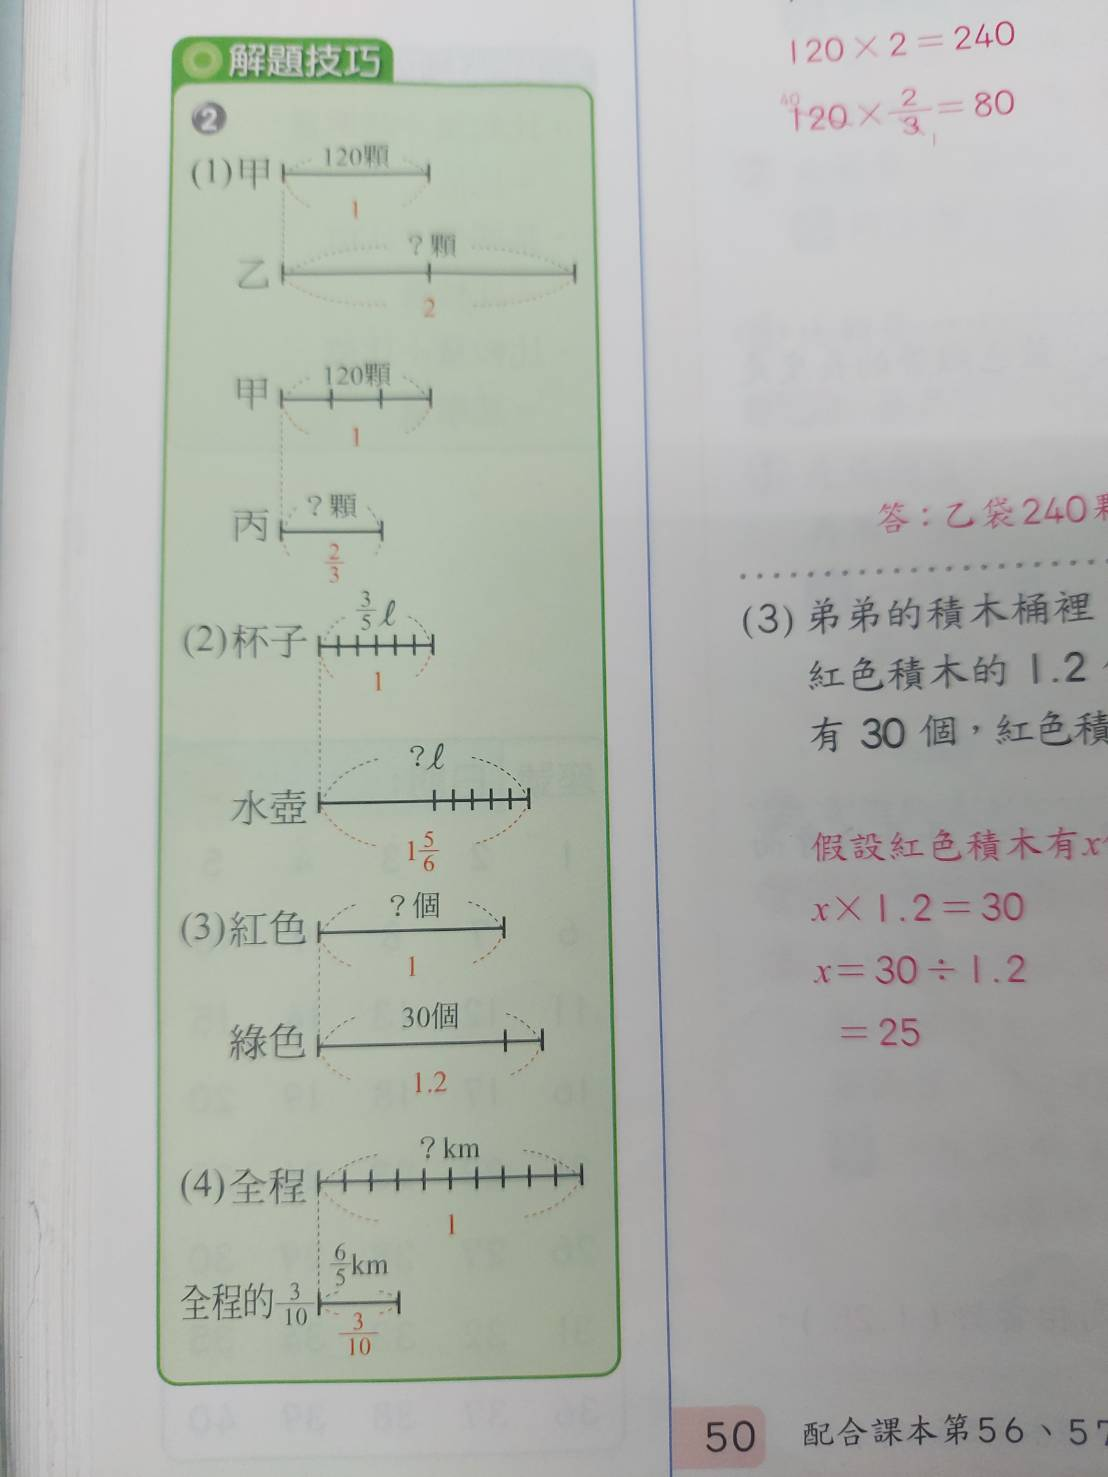 解題技巧
2
(1)甲 120顆
1
乙 ?顆
2
甲 120顆
1
丙 ?顆
2/3
(2)杯子 3/5 ℓ
1
水壺 ?ℓ
1 5/6
(3)紅色 ?個
1
綠色 30個
1.2
(4)全程 ?km
1
全程的3/10 6/5 km
3/10
120×2=240
40
120×2/3=80
1
答：乙袋240
(3) 弟弟的積木桶裡
紅色積木的 1.2
有 30 個，紅色積
假設紅色積木有x
x×1.2=30
x=30÷1.2
=25
50 配合課本第56、57